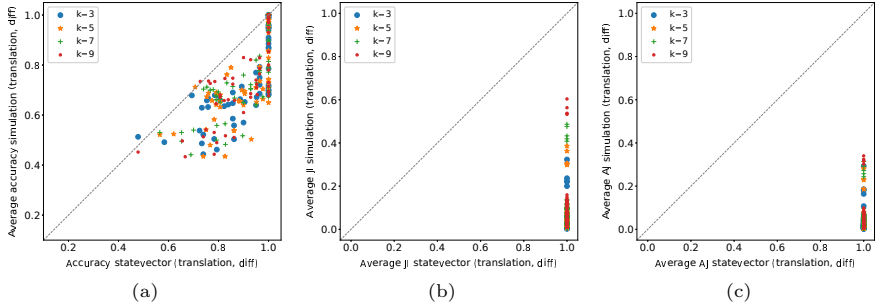 Average accuracy simulation (translation, diff)
1.0
0.8
0.6
0.4
0.2
k=3
k=5
k=7
k=9
0.2 0.4 0.6 0.8 1.0
Accuracy statevector (translation, diff)
(a)
Average JI simulation (translation, diff)
1.0
0.8
0.6
0.4
0.2
0.0
k=3
k=5
k=7
k=9
0.0 0.2 0.4 0.6 0.8 1.0
Average JI statevector (translation, diff)
(b)
Average AJ simulation (translation, diff)
1.0
0.8
0.6
0.4
0.2
0.0
k=3
k=5
k=7
k=9
0.0 0.2 0.4 0.6 0.8 1.0
Average AJ statevector (translation, diff)
(c)